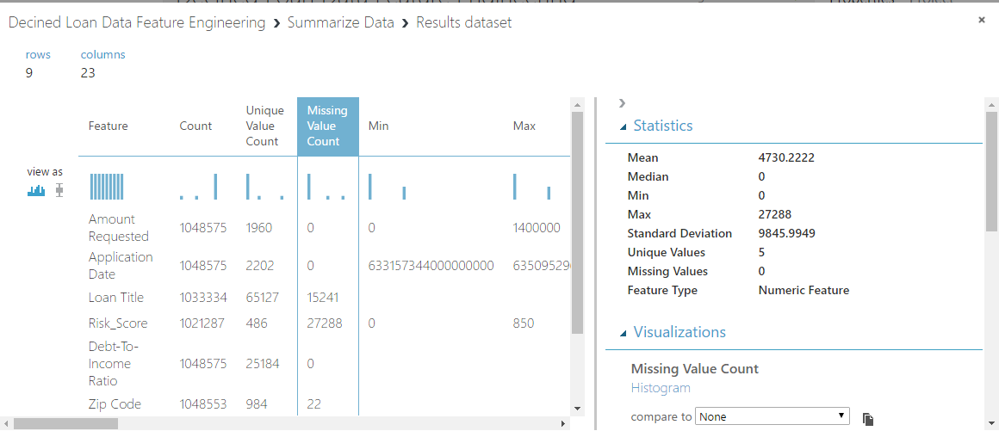 Decined Loan Data Feature Engineering › Summarize Data › Results dataset
rows columns
9 23
view as
Feature Count Unique Value Count Missing Value Count Min Max
Amount Requested 1048575 1960 0 0 1400000
Application Date 1048575 2202 0 633157344000000000
Loan Title 1033334 65127 15241
Risk_Score 1021287 486 27288 0 850
Debt-To-Income Ratio 1048575 25184 0
Zip Code 1048553 984 22
Statistics
Mean 4730.2222
Median 0
Min 0
Max 27288
Standard Deviation 9845.9949
Unique Values 5
Missing Values 0
Feature Type Numeric Feature
Visualizations
Missing Value Count
Histogram
compare to None